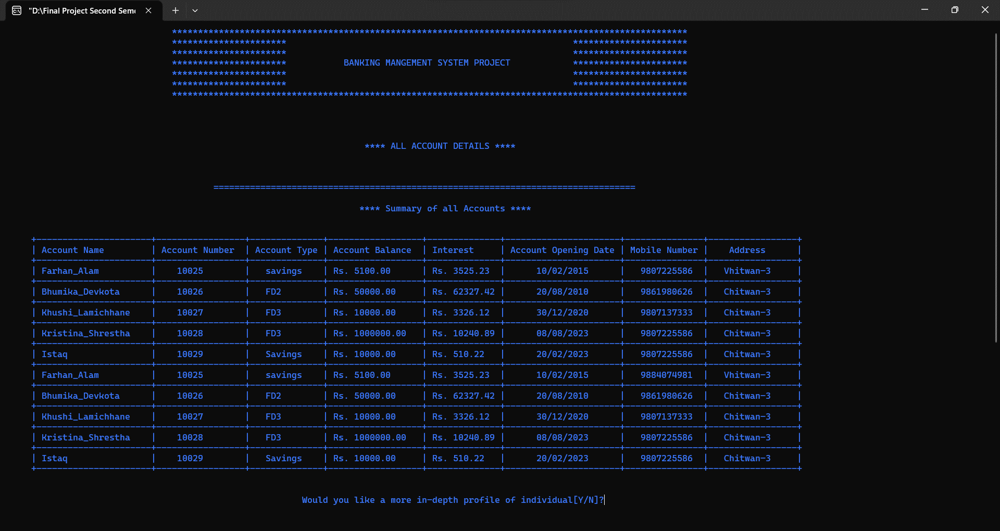 "D:\Final Project Second Seme
***************************************************************************************************
********************** **********************
********************** **********************
********************** BANKING MANGEMENT SYSTEM PROJECT **********************
********************** **********************
********************** **********************
***************************************************************************************************
**** ALL ACCOUNT DETAILS ****
=================================================================================
**** Summary of all Accounts ****
+----------------------+-----------------+--------------+------------------+--------------+----------------------+---------------+-----------------+
| Account Name | Account Number | Account Type | Account Balance | Interest | Account Opening Date | Mobile Number | Address |
+----------------------+-----------------+--------------+------------------+--------------+----------------------+---------------+-----------------+
| Farhan_Alam | 10025 | savings | Rs. 5100.00 | Rs. 3525.23 | 10/02/2015 | 9807225586 | Vhitwan-3 |
+----------------------+-----------------+--------------+------------------+--------------+----------------------+---------------+-----------------+
| Bhumika_Devkota | 10026 | FD2 | Rs. 50000.00 | Rs. 62327.42 | 20/08/2010 | 9861980626 | Chitwan-3 |
+----------------------+-----------------+--------------+------------------+--------------+----------------------+---------------+-----------------+
| Khushi_Lamichhane | 10027 | FD3 | Rs. 10000.00 | Rs. 3326.12 | 30/12/2020 | 9807137333 | Chitwan-3 |
+----------------------+-----------------+--------------+------------------+--------------+----------------------+---------------+-----------------+
| Kristina_Shrestha | 10028 | FD3 | Rs. 1000000.00 | Rs. 10240.89 | 08/08/2023 | 9807225586 | Chitwan-3 |
+----------------------+-----------------+--------------+------------------+--------------+----------------------+---------------+-----------------+
| Istaq | 10029 | Savings | Rs. 10000.00 | Rs. 510.22 | 20/02/2023 | 9807225586 | Chitwan-3 |
+----------------------+-----------------+--------------+------------------+--------------+----------------------+---------------+-----------------+
| Farhan_Alam | 10025 | savings | Rs. 5100.00 | Rs. 3525.23 | 10/02/2015 | 9884074981 | Vhitwan-3 |
+----------------------+-----------------+--------------+------------------+--------------+----------------------+---------------+-----------------+
| Bhumika_Devkota | 10026 | FD2 | Rs. 50000.00 | Rs. 62327.42 | 20/08/2010 | 9861980626 | Chitwan-3 |
+----------------------+-----------------+--------------+------------------+--------------+----------------------+---------------+-----------------+
| Khushi_Lamichhane | 10027 | FD3 | Rs. 10000.00 | Rs. 3326.12 | 30/12/2020 | 9807137333 | Chitwan-3 |
+----------------------+-----------------+--------------+------------------+--------------+----------------------+---------------+-----------------+
| Kristina_Shrestha | 10028 | FD3 | Rs. 1000000.00 | Rs. 10240.89 | 08/08/2023 | 9807225586 | Chitwan-3 |
+----------------------+-----------------+--------------+------------------+--------------+----------------------+---------------+-----------------+
| Istaq | 10029 | Savings | Rs. 10000.00 | Rs. 510.22 | 20/02/2023 | 9807225586 | Chitwan-3 |
+----------------------+-----------------+--------------+------------------+--------------+----------------------+---------------+-----------------+
Would you like a more in-depth profile of individual[Y/N]?